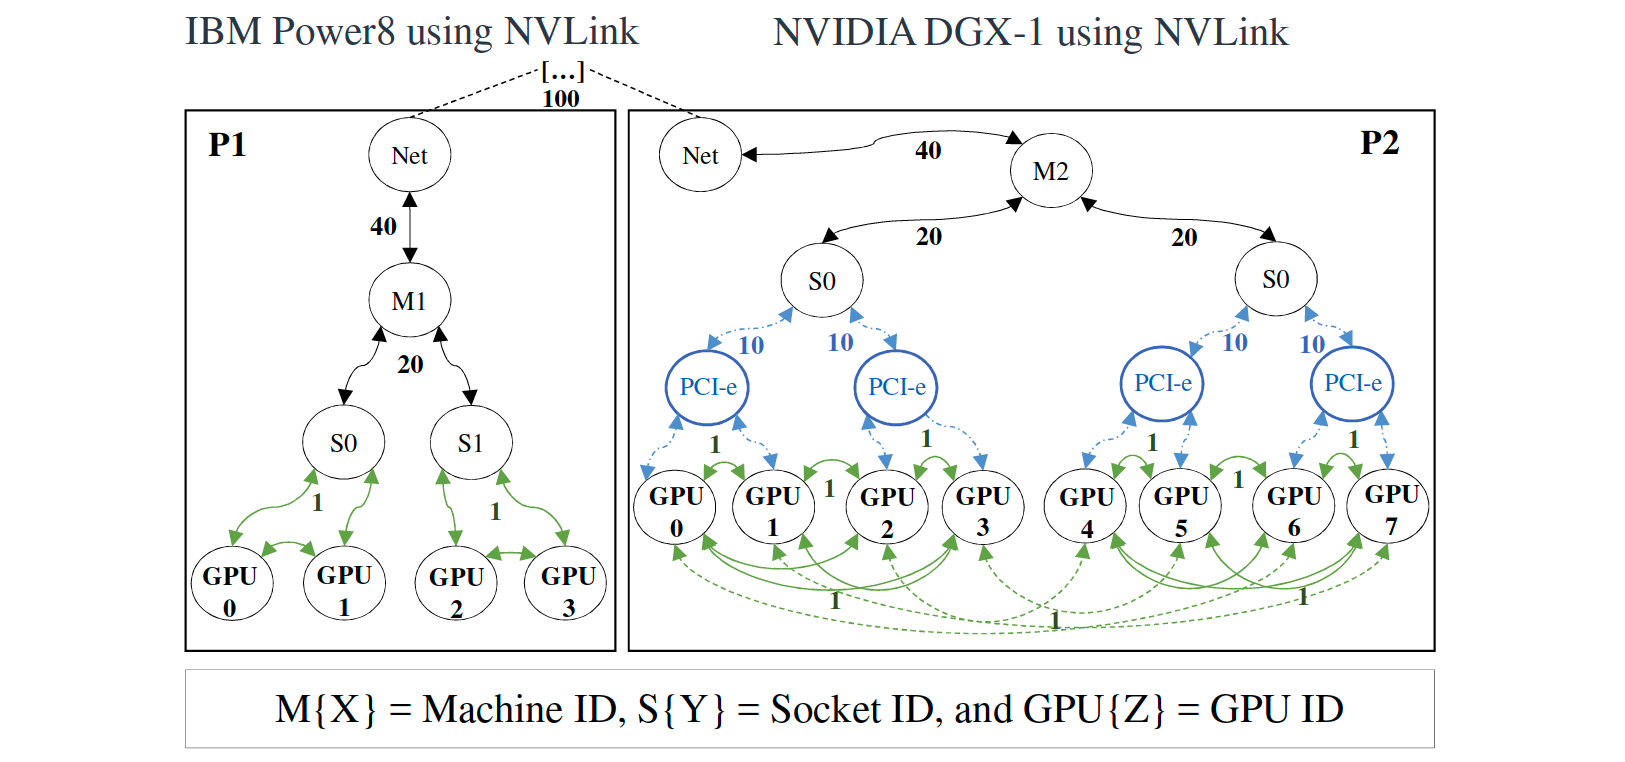 IBM Power8 using NVLink
NVIDIA DGX-1 using NVLink
[...]
100
P1
Net
40
M1
20
S0
S1
1
1
GPU
0
GPU
1
GPU
2
GPU
3
P2
Net
40
M2
20
20
S0
S0
10
10
10
10
PCI-e
PCI-e
PCI-e
PCI-e
1
1
1
1
1
1
GPU
0
GPU
1
GPU
2
GPU
3
GPU
4
GPU
5
GPU
6
GPU
7
1
1
1
M{X} = Machine ID, S{Y} = Socket ID, and GPU{Z} = GPU ID